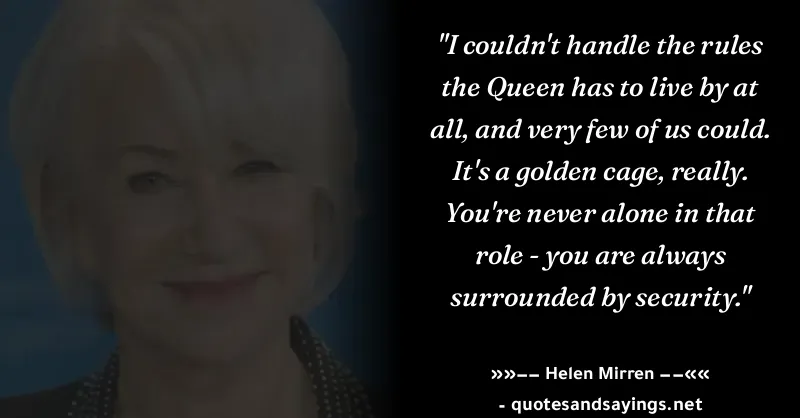 "I couldn't handle the rules
the Queen has to live by at
all, and very few of us could.
It's a golden cage, really.
You're never alone in that
role - you are always
surrounded by security."
»»—— Helen Mirren ——««
- quotesandsayings.net